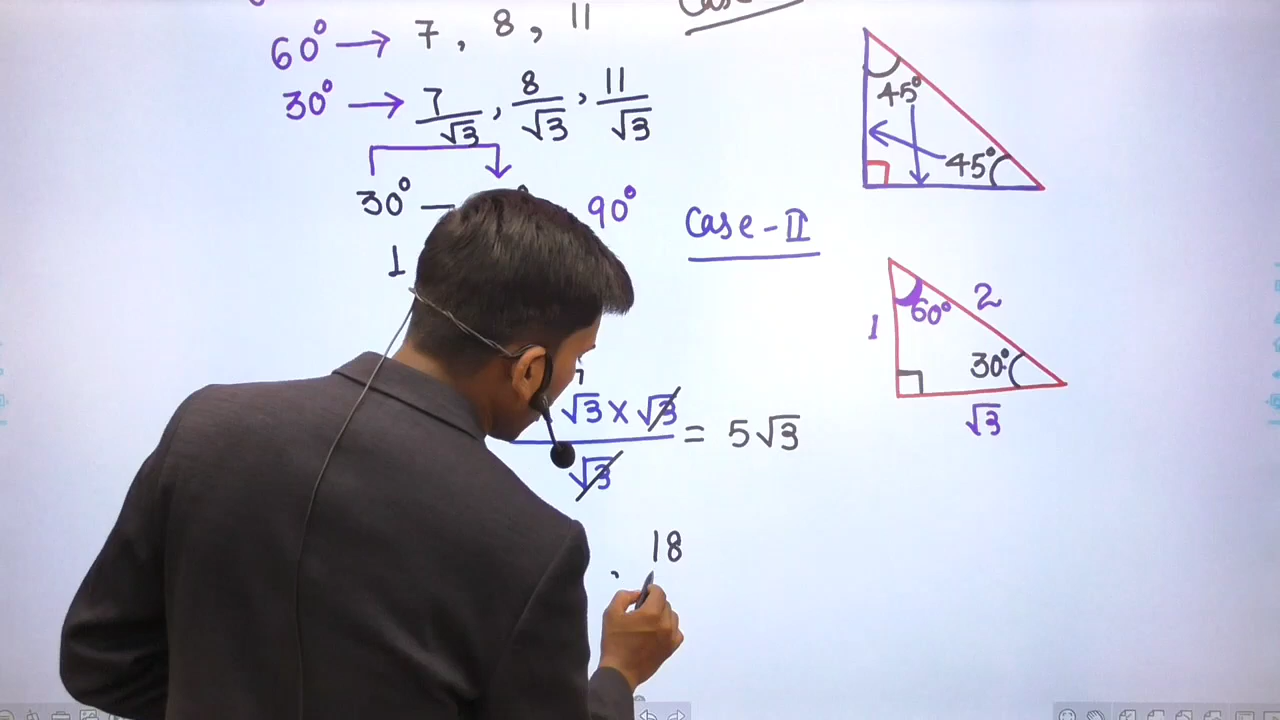 60° → 7, 8, 11
30° → 7/√3, 8/√3, 11/√3
30° — 90°
1
√3 × √3 / √3 = 5√3
, 18
45°
45°
Case-II
60° 2
1
30°
√3